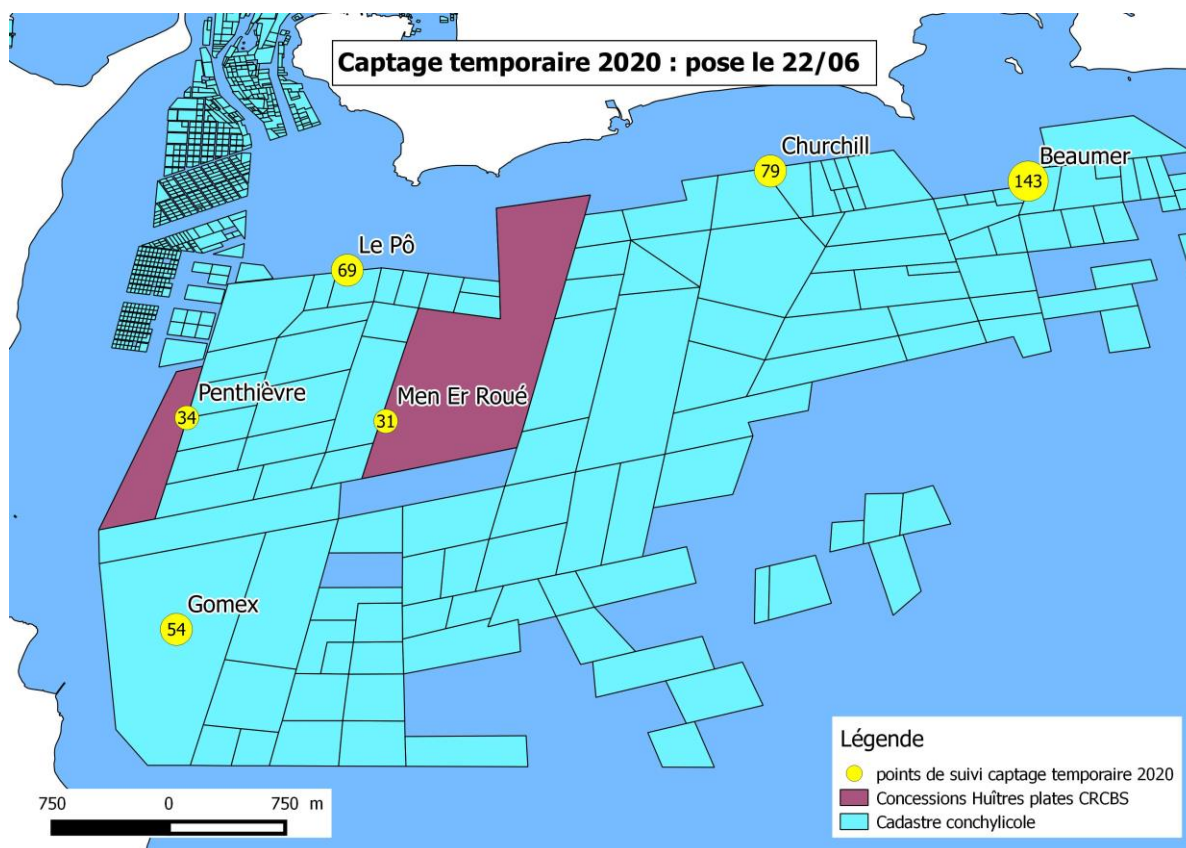 Captage temporaire 2020 : pose le 22/06
Churchill
79
Beaumer
143
Le Pô
69
Penthièvre
34
Men Er Roué
31
Gomex
54
Légende
points de suivi captage temporaire 2020
Concessions Huîtres plates CRCBS
Cadastre conchylicole
750 0 750 m